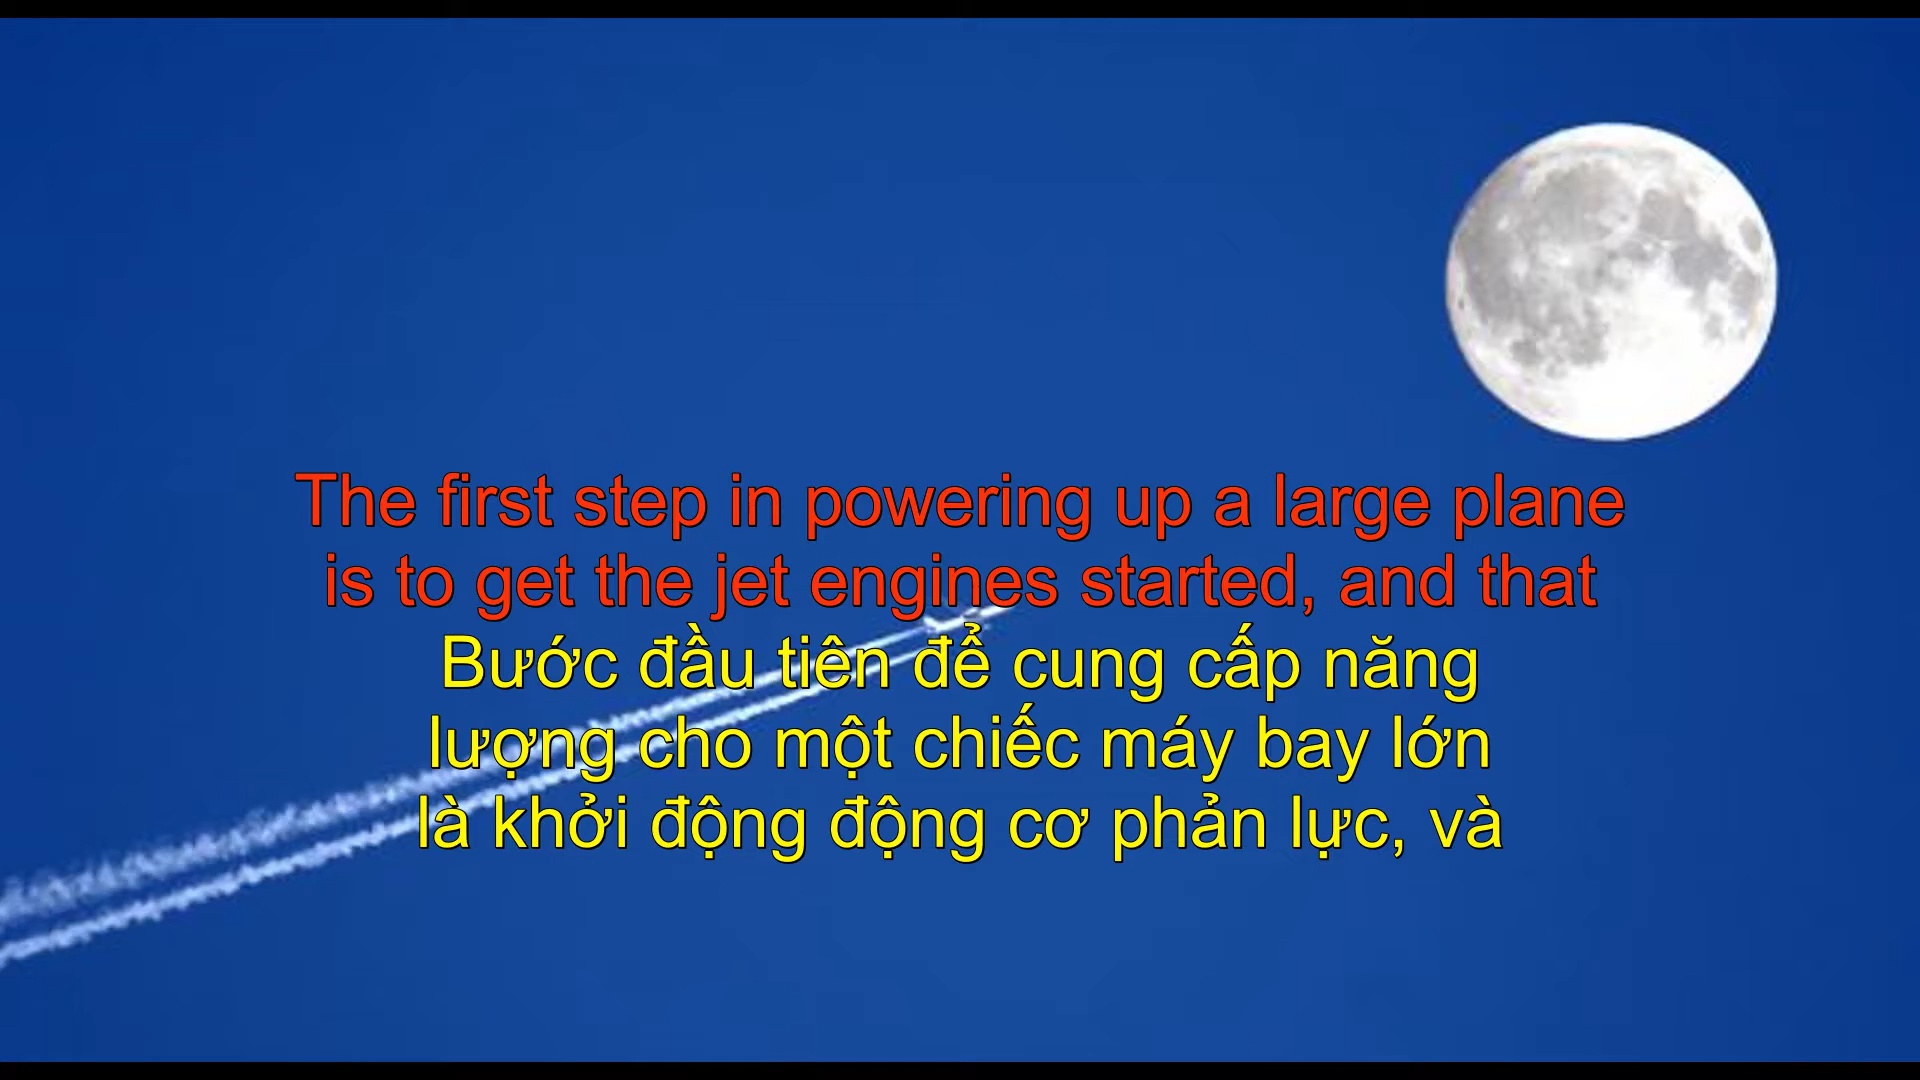 The first step in powering up a large plane
is to get the jet engines started, and that
Bước đầu tiên để cung cấp năng
lượng cho một chiếc máy bay lớn
là khởi động động cơ phản lực, và